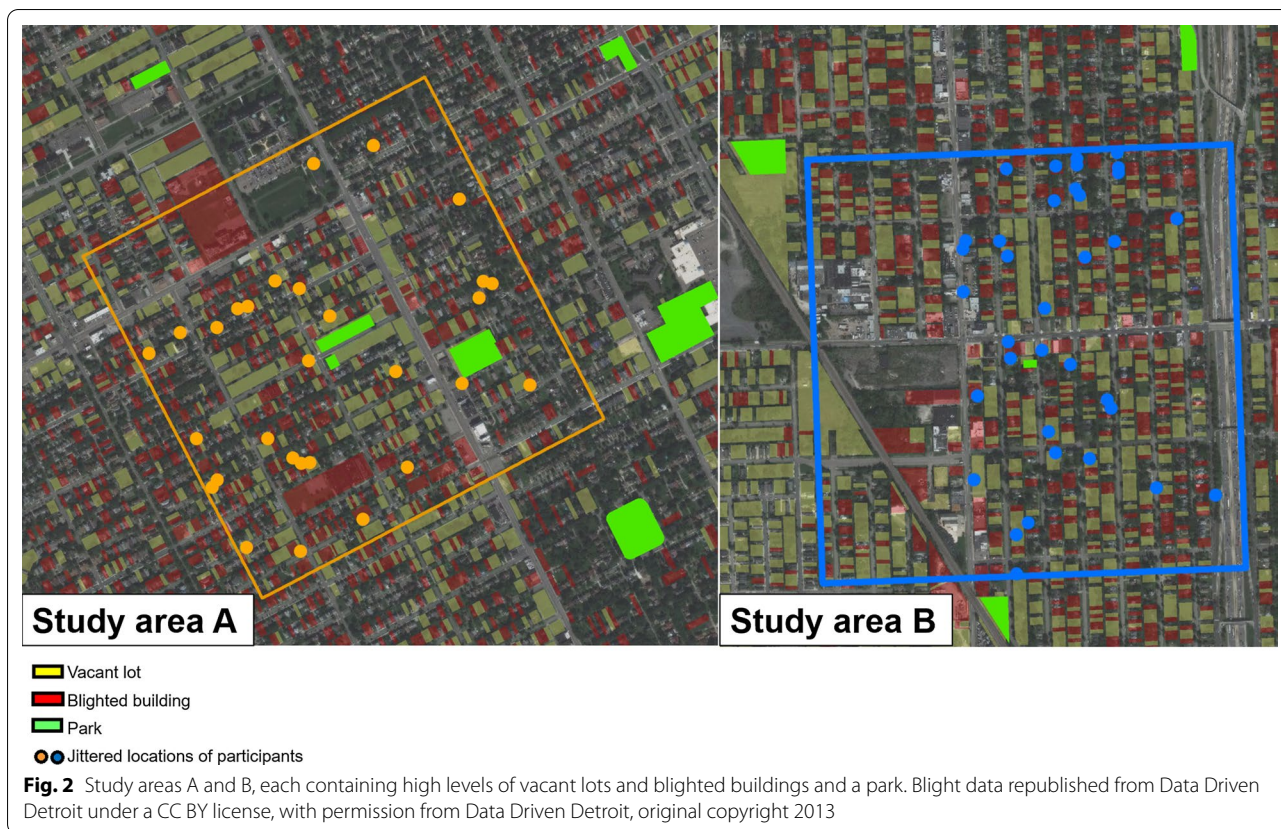 Study area A
Study area B
Vacant lot
Blighted building
Park
Jittered locations of participants
Fig. 2 Study areas A and B, each containing high levels of vacant lots and blighted buildings and a park. Blight data republished from Data Driven
Detroit under a CC BY license, with permission from Data Driven Detroit, original copyright 2013